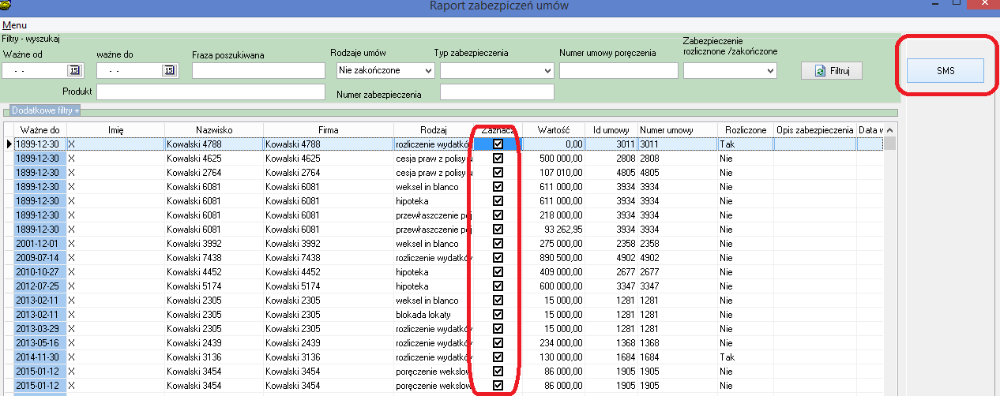 Raport zabezpieczeń umów
Menu
Filtry - wyszukaj
Ważne od ważne do Fraza poszukiwana Rodzaje umów Typ zabezpieczenia Numer umowy poręczenia Zabezpieczenie
rozlicznone /zakończone
- - 15 - - 15 Nie zakończone Filtruj SMS
Produkt Numer zabezpieczenia
Dodatkowe filtry +
Ważne do Imię Nazwisko Firma Rodzaj Zaznacz Wartość Id umowy Numer umowy Rozliczone Opis zabezpieczenia Data w
1899-12-30 X Kowalski 4788 Kowalski 4788 rozliczenie wydatków 0,00 3011 3011 Tak
1899-12-30 X Kowalski 4625 Kowalski 4625 cesja praw z polisy u 500 000,00 2808 2808 Nie
1899-12-30 X Kowalski 2764 Kowalski 2764 cesja praw z polisy u 107 010,00 4805 4805 Nie
1899-12-30 X Kowalski 6081 Kowalski 6081 weksel in blanco 611 000,00 3934 3934 Nie
1899-12-30 X Kowalski 6081 Kowalski 6081 hipoteka 611 000,00 3934 3934 Nie
1899-12-30 X Kowalski 6081 Kowalski 6081 przewłaszczenie poj 218 000,00 3934 3934 Nie
1899-12-30 X Kowalski 6081 Kowalski 6081 przewłaszczenie poj 93 262,95 3934 3934 Nie
2001-12-01 X Kowalski 3992 Kowalski 3992 weksel in blanco 275 000,00 2358 2358 Nie
2009-07-14 X Kowalski 7438 Kowalski 7438 rozliczenie wydatków 890 500,00 4902 4902 Nie
2010-10-27 X Kowalski 4452 Kowalski 4452 hipoteka 409 000,00 2677 2677 Nie
2012-07-25 X Kowalski 5174 Kowalski 5174 hipoteka 600 000,00 3347 3347 Nie
2013-02-11 X Kowalski 2305 Kowalski 2305 weksel in blanco 15 000,00 1281 1281 Nie
2013-02-11 X Kowalski 2305 Kowalski 2305 blokada lokaty 15 000,00 1281 1281 Nie
2013-03-29 X Kowalski 2305 Kowalski 2305 rozliczenie wydatków 15 000,00 1281 1281 Nie
2013-05-16 X Kowalski 2439 Kowalski 2439 rozliczenie wydatków 234 000,00 1368 1368 Nie
2014-11-30 X Kowalski 3136 Kowalski 3136 rozliczenie wydatków 130 000,00 1684 1684 Tak
2015-01-12 X Kowalski 3454 Kowalski 3454 poręczenie wekslow 86 000,00 1905 1905 Nie
2015-01-12 X Kowalski 3454 Kowalski 3454 poręczenie wekslow 86 000,00 1905 1905 Nie